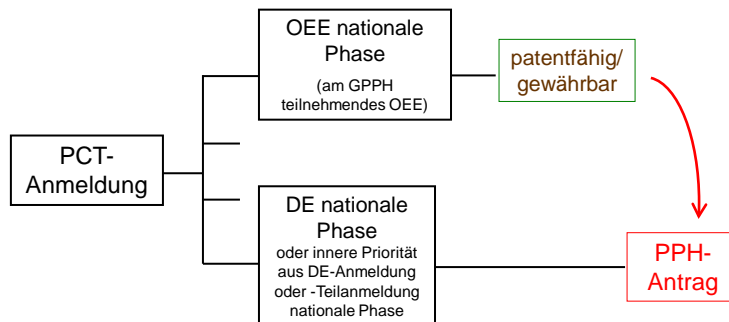 OEE nationale
Phase
(am GPPH
teilnehmendes OEE)
patentfähig/
gewährbar
PCT-
Anmeldung
DE nationale
Phase
oder innere Priorität
aus DE-Anmeldung
oder -Teilanmeldung
nationale Phase
PPH-
Antrag